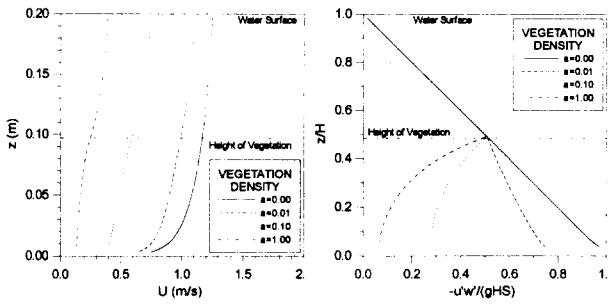 0.20
0.15
0.10
0.05
0.00
z (m)
Water Surface
Height of Vegetation
VEGETATION
DENSITY
a=0.00
a=0.01
a=0.10
a=1.00
0.0
0.5
1.0
1.5
2.
U (m/s)
1.0
0.8
0.6
0.4
0.2
0.0
z/H
Water Surface
VEGETATION
DENSITY
a=0.00
a=0.01
a=0.10
a=1.00
Height of Vegetation
0.0
0.2
0.4
0.6
0.8
1.
-u'w'/(gHS)